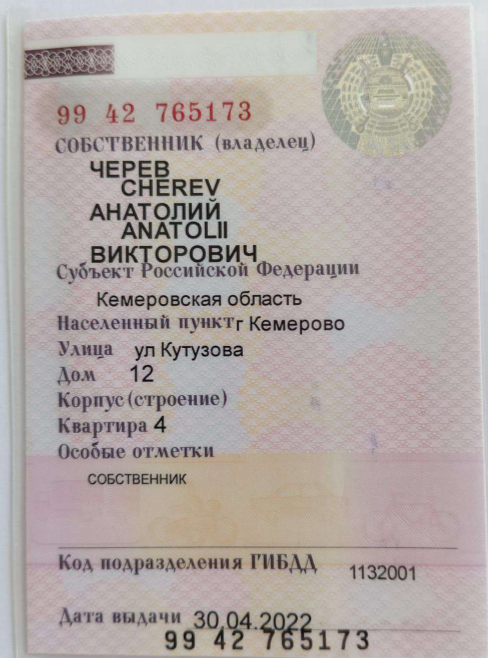 99 42 765173
СОБСТВЕННИК (владелец)
ЧЕРЕВ
CHEREV
АНАТОЛИЙ
ANATOLII
ВИКТОРОВИЧ
Субъект Российской Федерации
Кемеровская область
Населенный пункт г Кемерово
Улица ул Кутузова
Дом 12
Корпус (строение)
Квартира 4
Особые отметки
СОБСТВЕННИК
Код подразделения ГИБДД 1132001
Дата выдачи 30.04.2022
99 42 765173